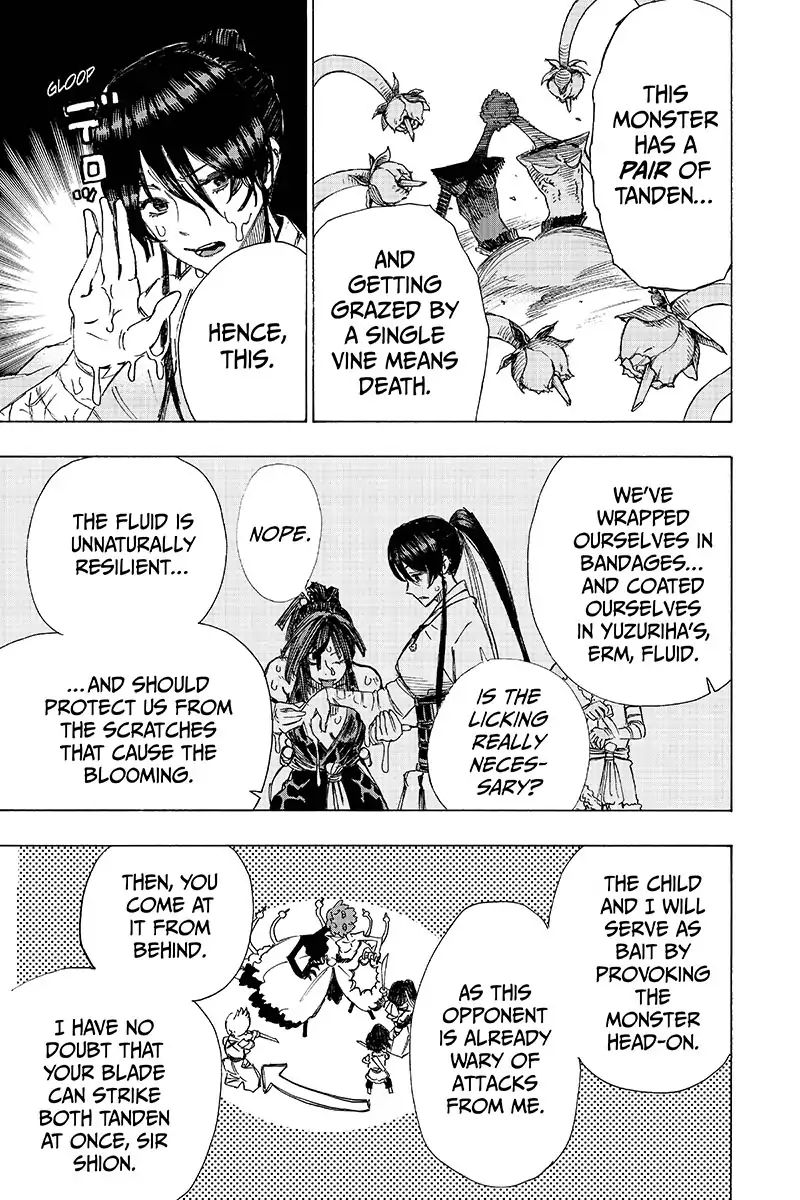 THIS
MONSTER
HAS A
PAIR OF
TANDEN...
AND
GETTING
GRAZED BY
A SINGLE
VINE MEANS
DEATH.
GLOOP
デロ
HENCE,
THIS.
WE'VE
WRAPPED
OURSELVES IN
BANDAGES...
AND COATED
OURSELVES
IN YUZURIHA'S,
ERM, FLUID.
IS THE
LICKING
REALLY
NECES-
SARY?
NOPE.
THE FLUID IS
UNNATURALLY
RESILIENT...
...AND SHOULD
PROTECT US FROM
THE SCRATCHES
THAT CAUSE THE
BLOOMING.
THE CHILD
AND I WILL
SERVE AS
BAIT BY
PROVOKING
THE
MONSTER
HEAD-ON.
AS THIS
OPPONENT
IS ALREADY
WARY OF
ATTACKS
FROM ME.
THEN, YOU
COME AT
IT FROM
BEHIND.
I HAVE NO
DOUBT THAT
YOUR BLADE
CAN STRIKE
BOTH TANDEN
AT ONCE, SIR
SHION.